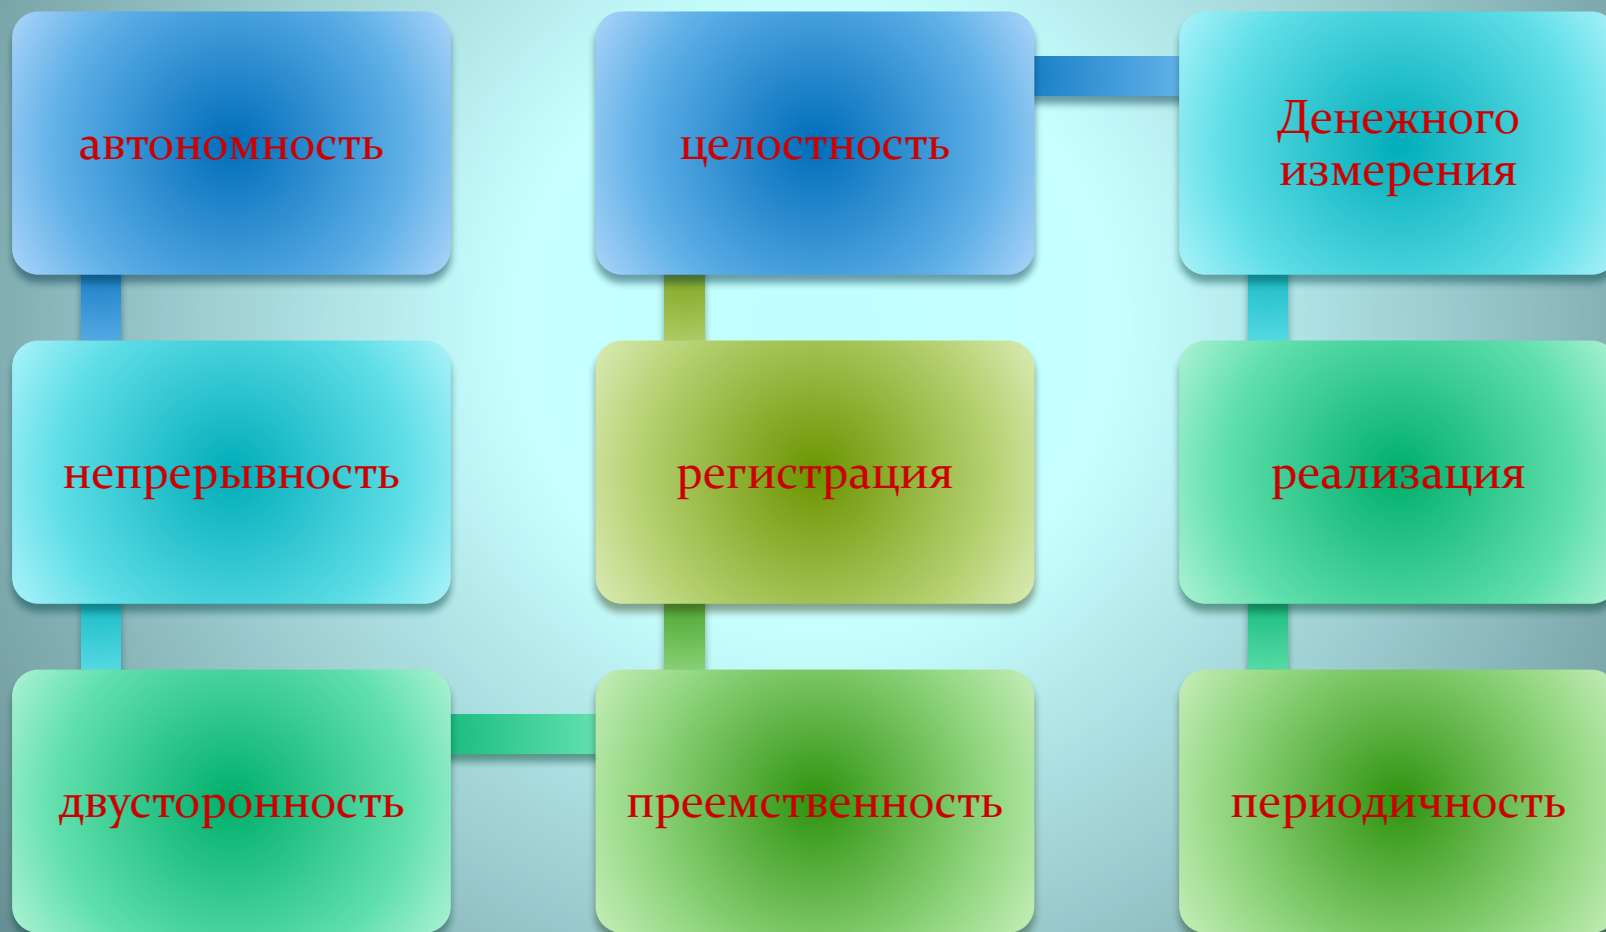 автономность
непрерывность
двусторонность
преемственность
регистрация
целостность
Денежного
измерения
реализация
периодичность